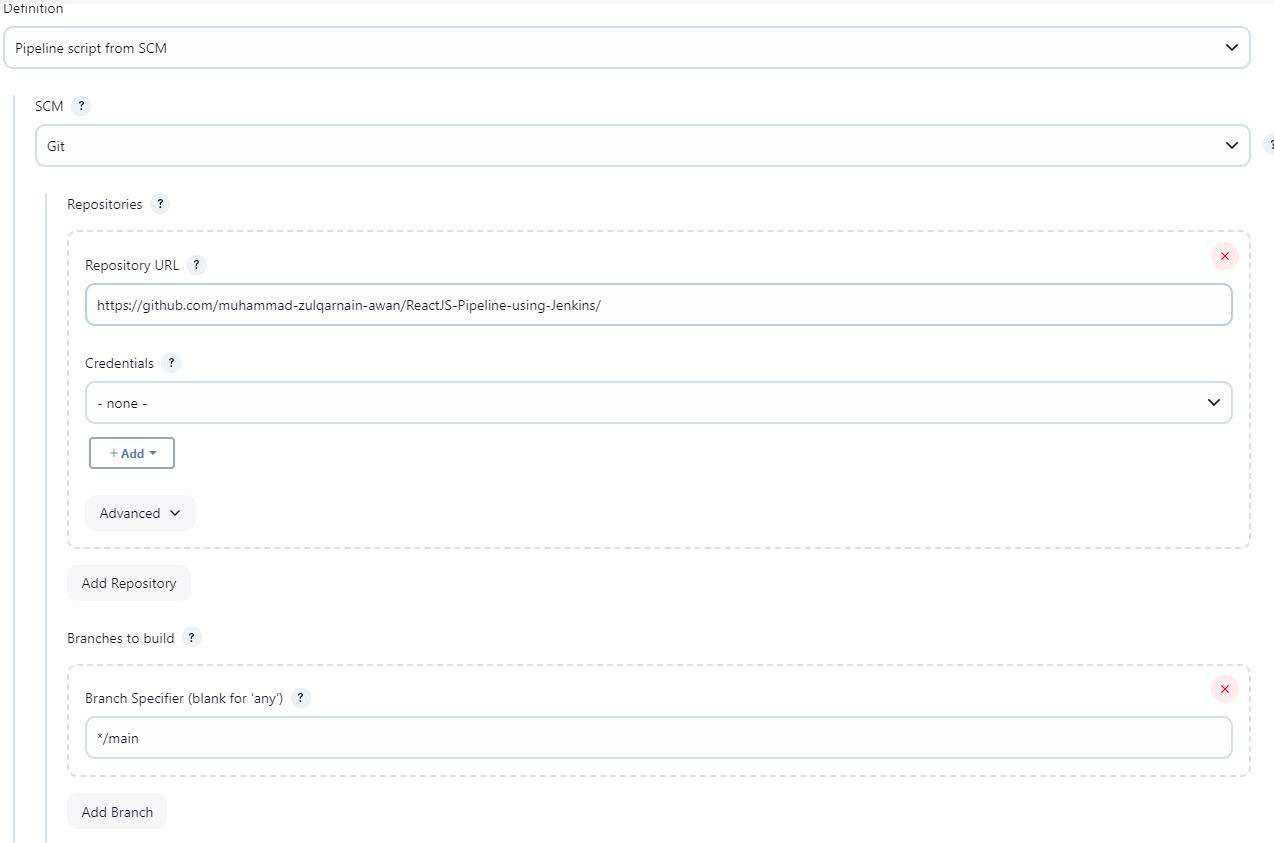 Definition
Pipeline script from SCM
SCM ?
Git
?
Repositories ?
Repository URL ?
https://github.com/muhammad-zulqarnain-awan/ReactJS-Pipeline-using-Jenkins/
Credentials ?
- none -
+ Add
Advanced
Add Repository
Branches to build ?
Branch Specifier (blank for 'any') ?
*/main
Add Branch